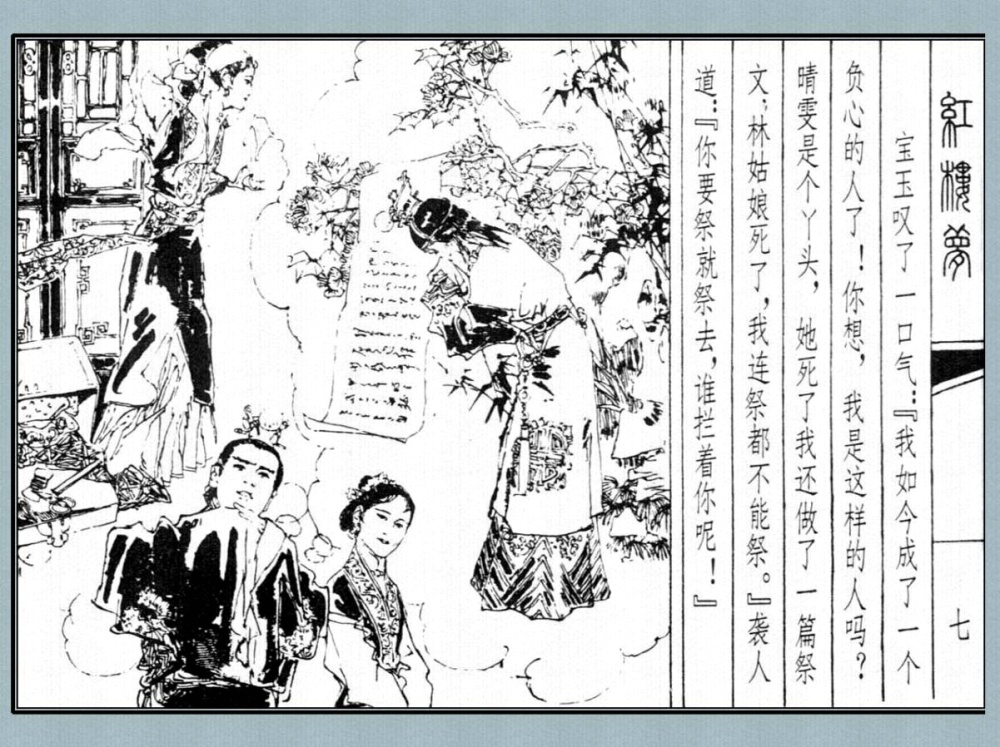 紅樓夢
七
宝玉叹了一口气：『我如今成了一个
负心的人了！你想，我是这样的人吗？
晴雯是个丫头，她死了我还做了一篇祭
文，林姑娘死了，我连祭都不能祭。』袭人
道：『你要祭就祭去，谁拦着你呢！』